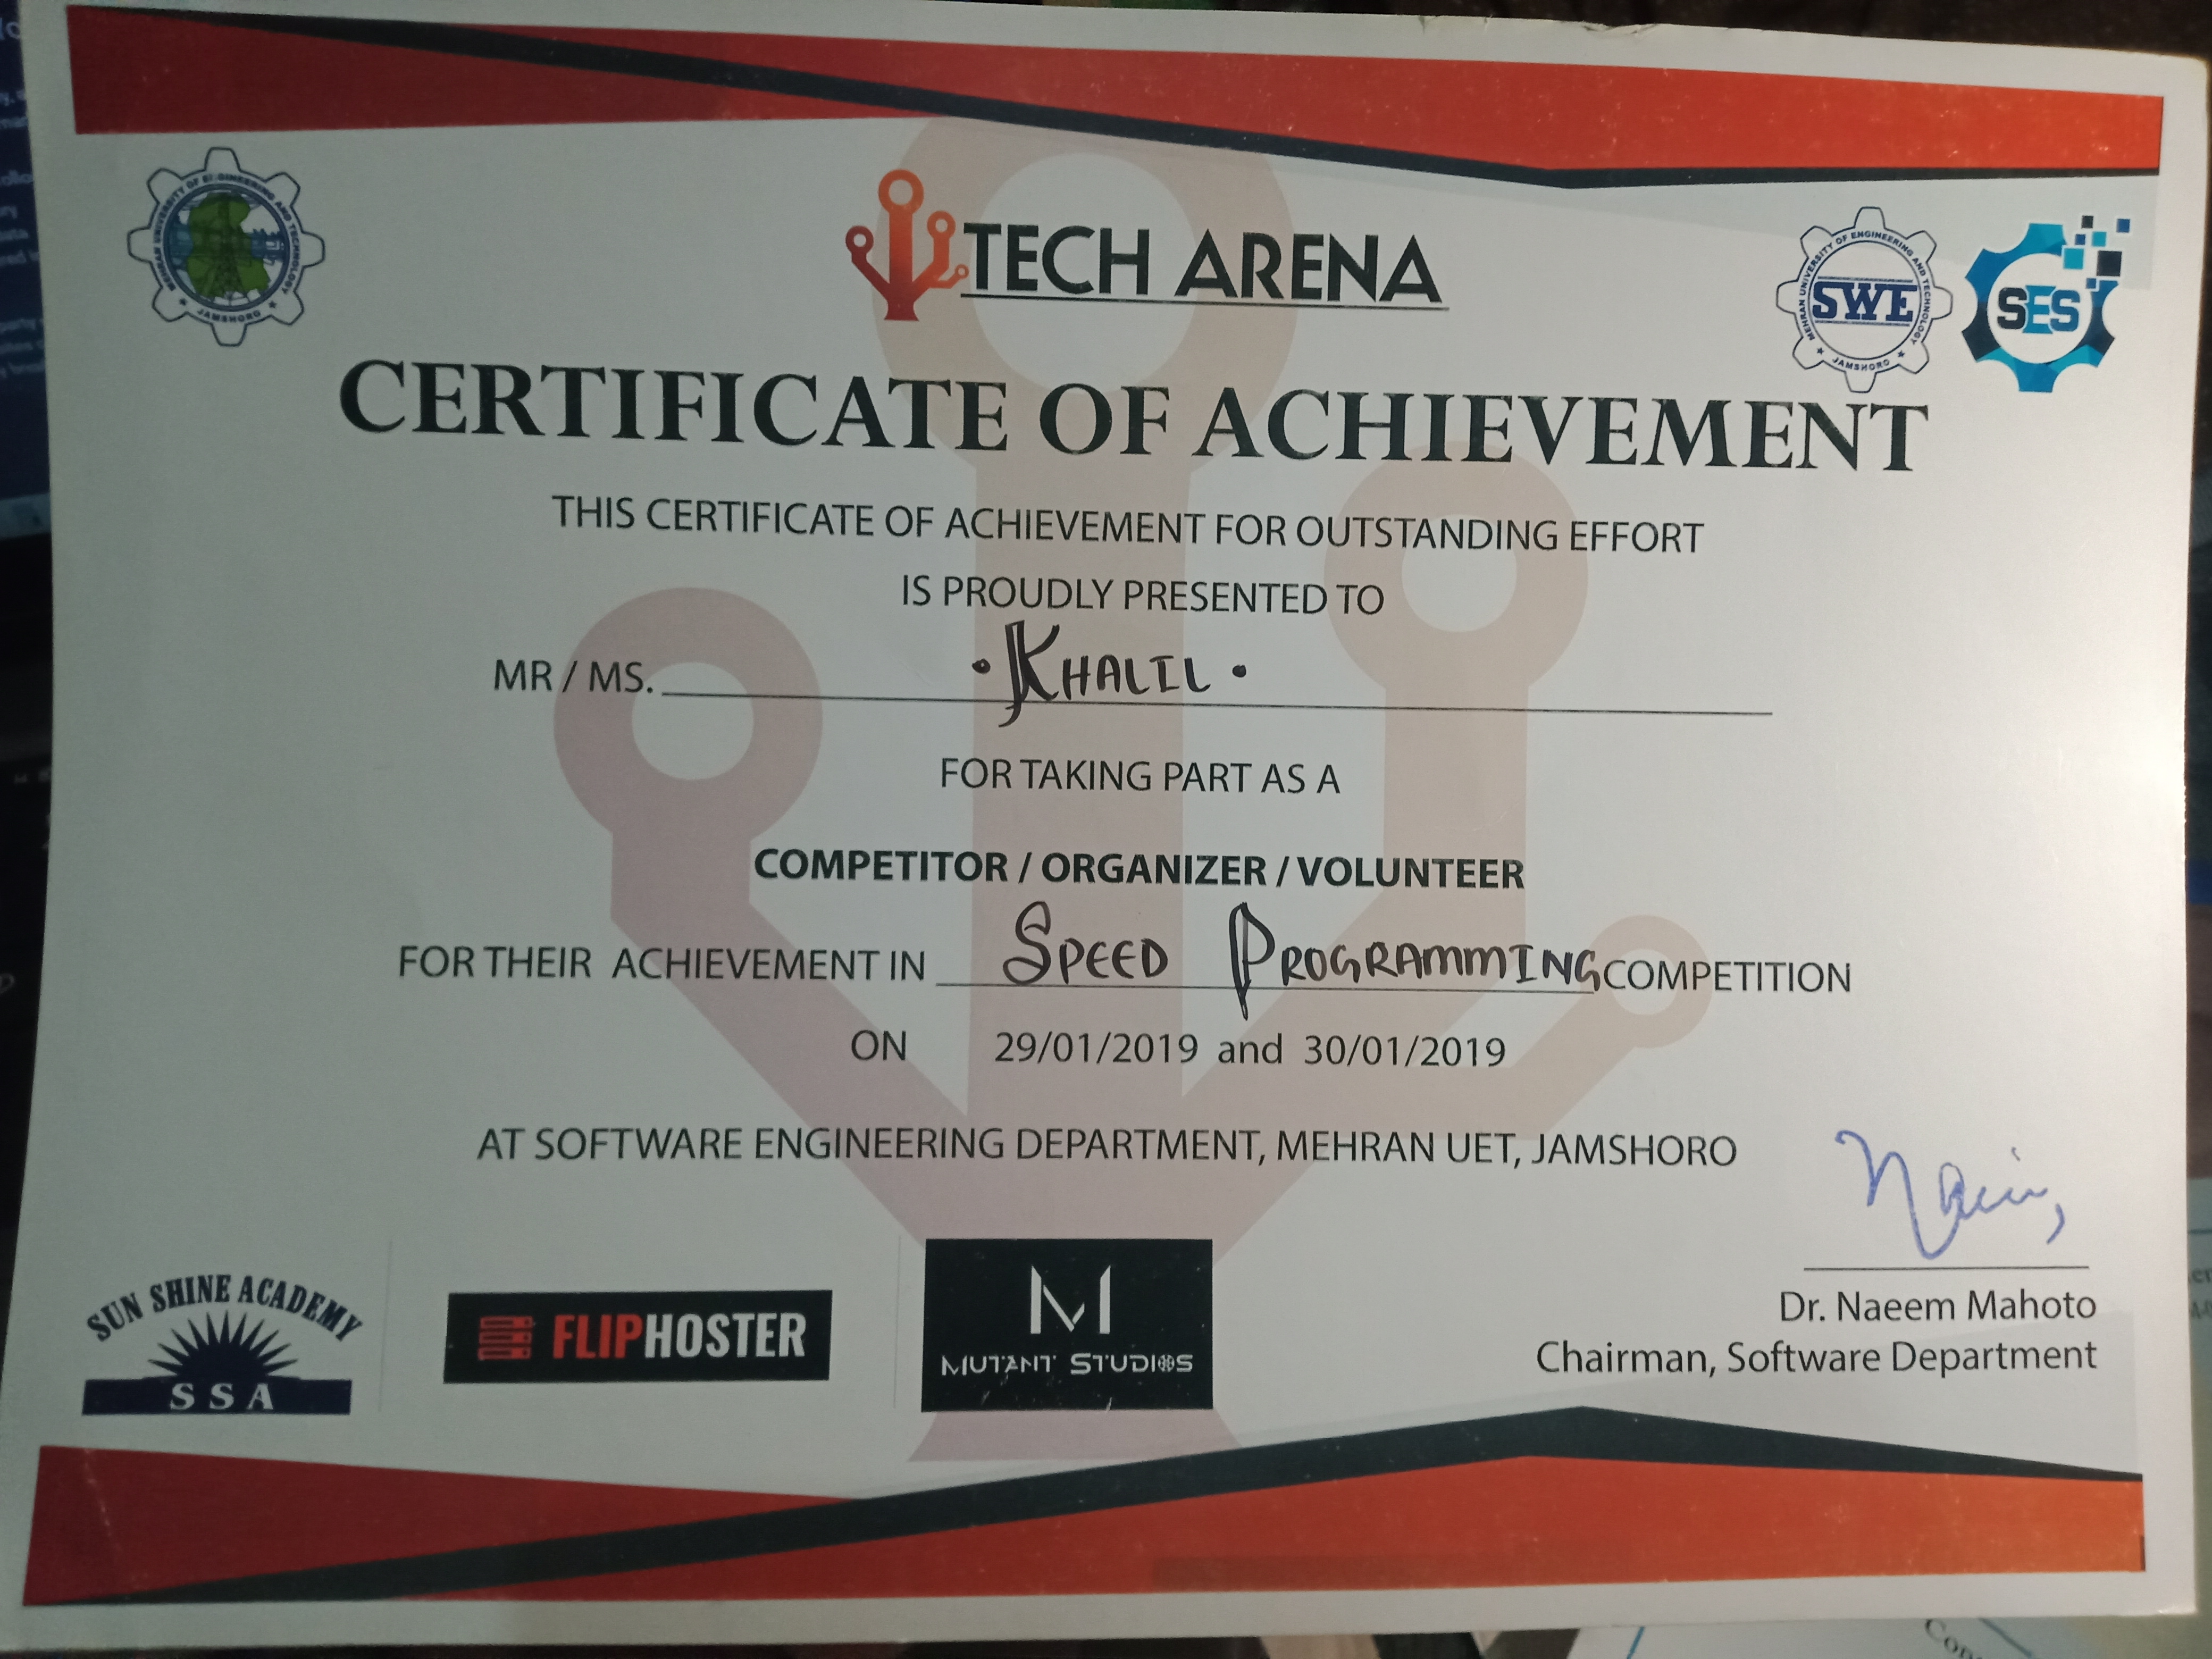 MEHRAN UNIVERSITY OF ENGINEERING AND TECHNOLOGY
JAMSHORO
TECH ARENA
MEHRAN UNIVERSITY OF ENGINEERING AND TECHNOLOGY
SWE
JAMSHORO
SES
CERTIFICATE OF ACHIEVEMENT
THIS CERTIFICATE OF ACHIEVEMENT FOR OUTSTANDING EFFORT
IS PROUDLY PRESENTED TO
MR / MS. KHALIL
FOR TAKING PART AS A
COMPETITOR / ORGANIZER / VOLUNTEER
FOR THEIR ACHIEVEMENT IN SPEED PROGRAMMING COMPETITION
ON 29/01/2019 and 30/01/2019
AT SOFTWARE ENGINEERING DEPARTMENT, MEHRAN UET, JAMSHORO
SUN SHINE ACADEMY
SSA
FLIPHOSTER
M
MUTANT STUDIOS
Dr. Naeem Mahoto
Chairman, Software Department